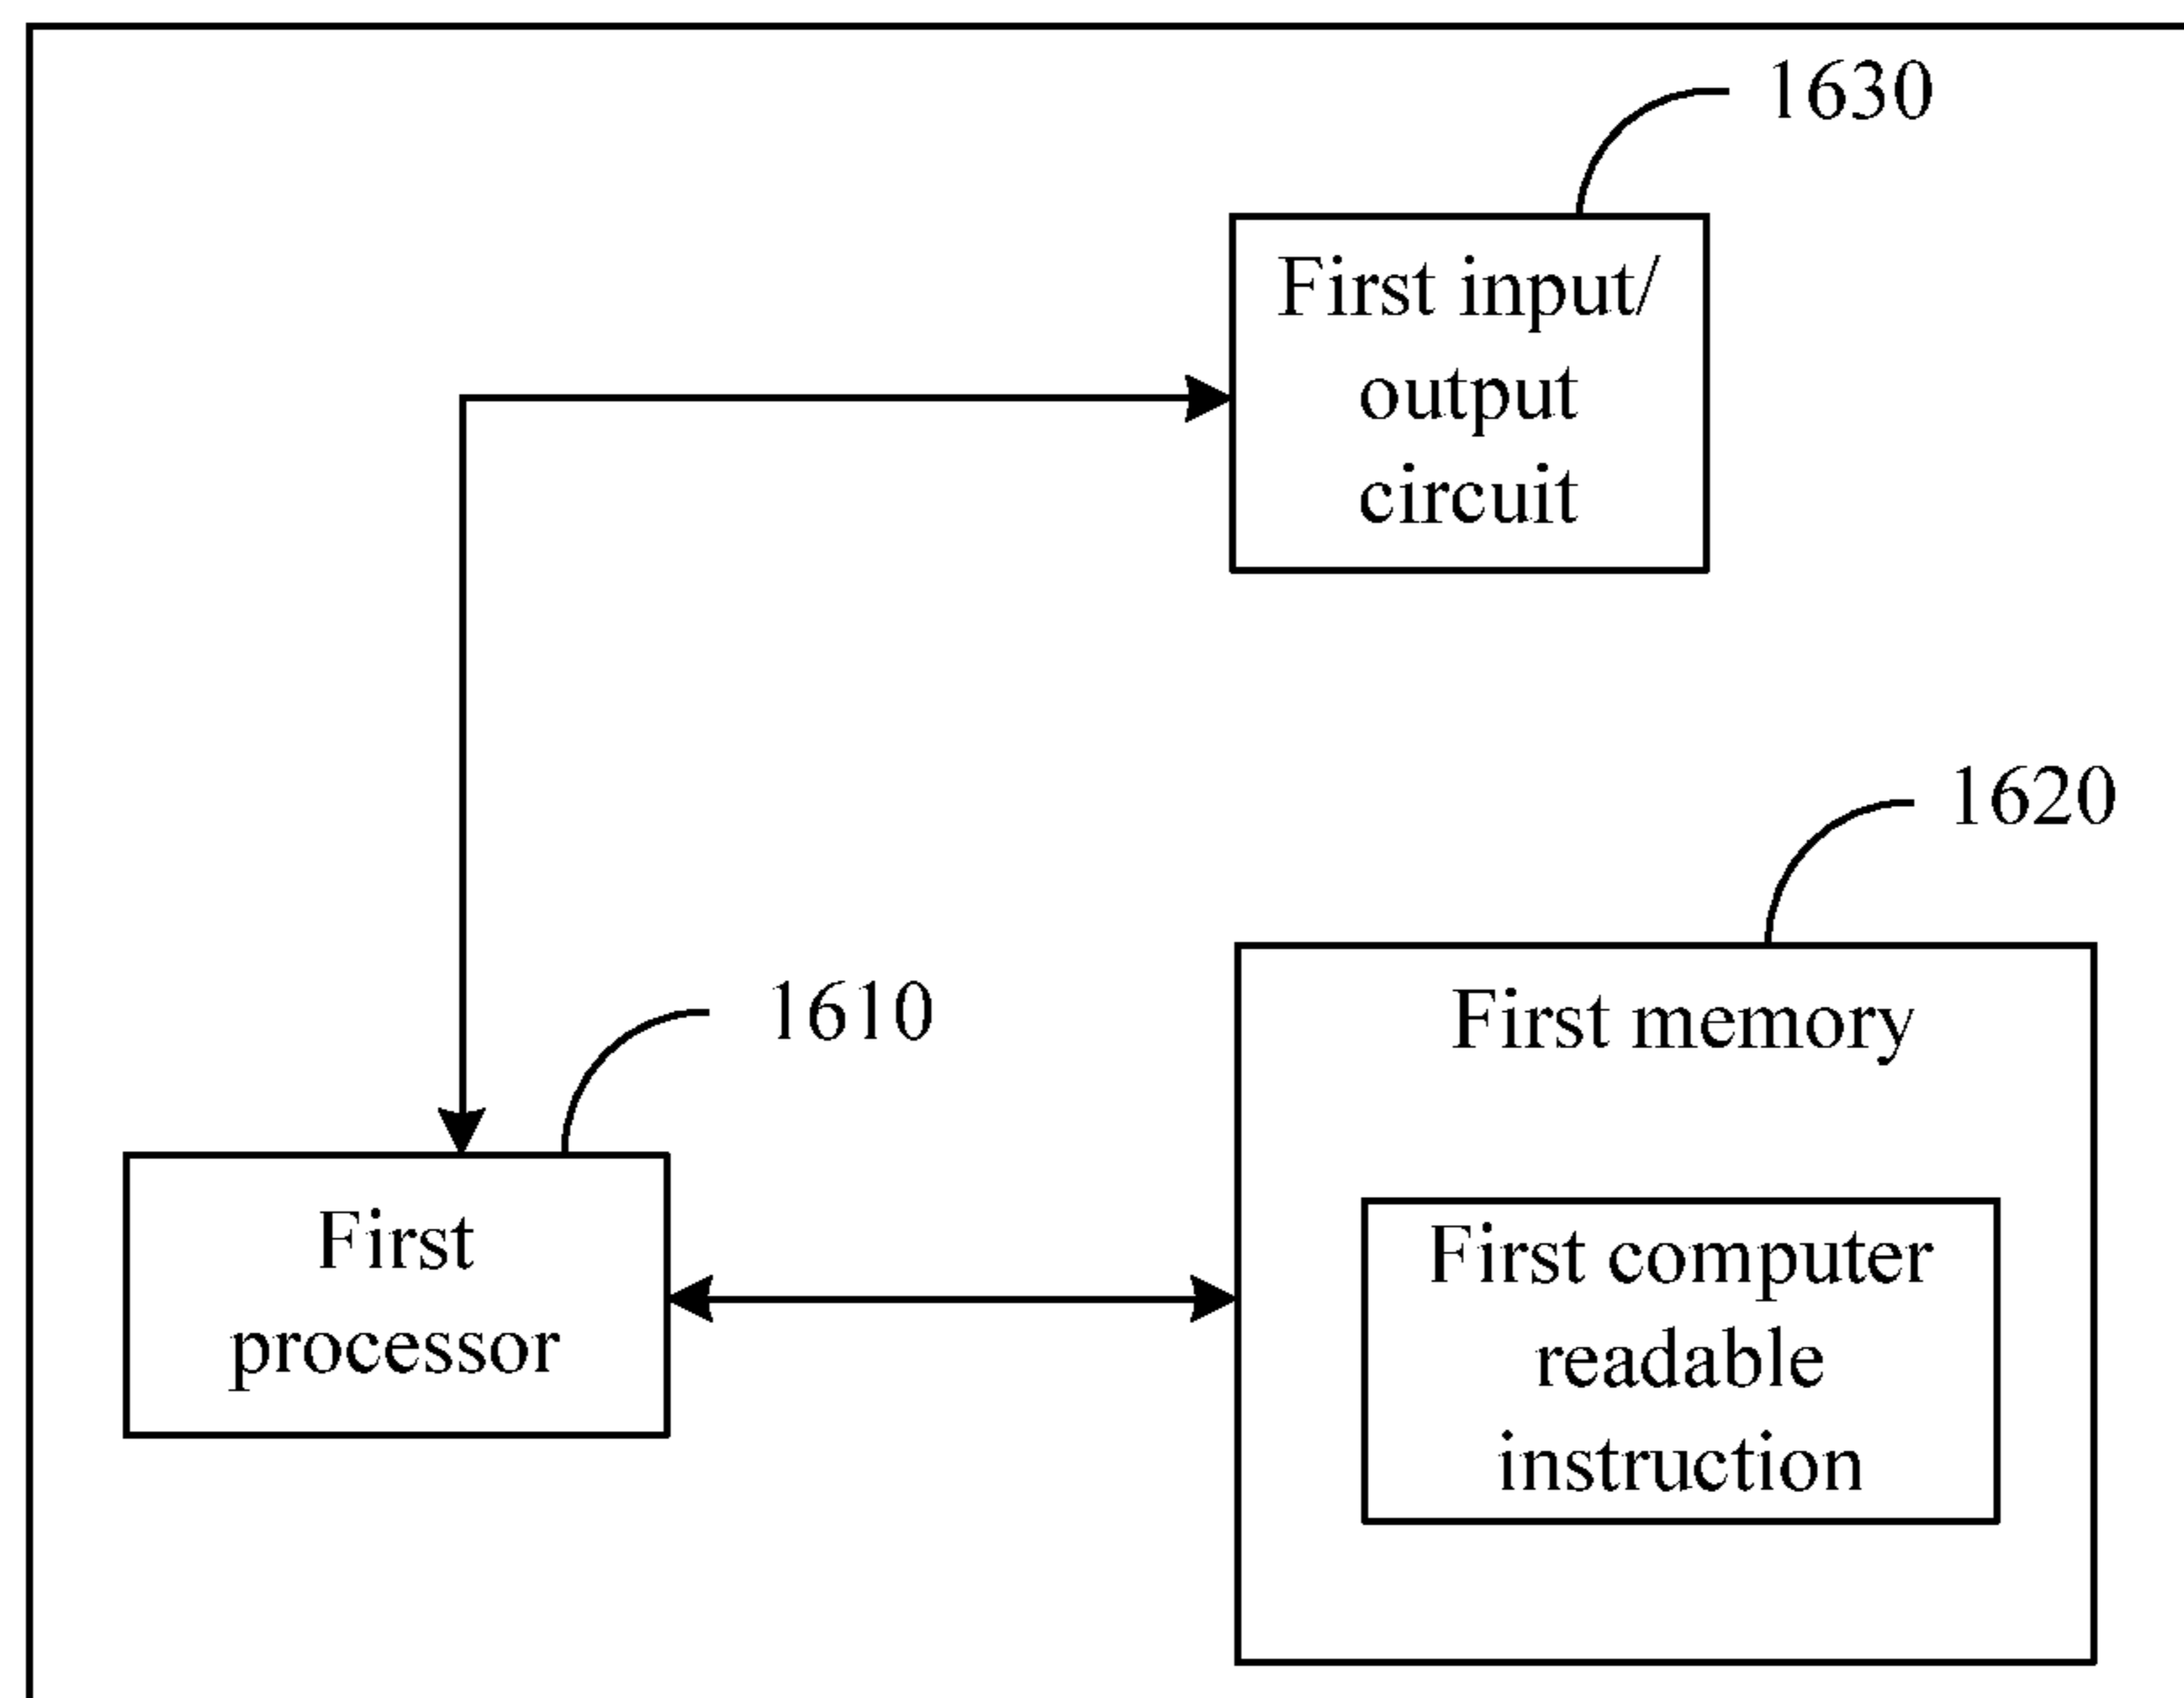 1630
First input/
output
circuit
1620
1610
First memory
First
processor
First computer
readable
instruction